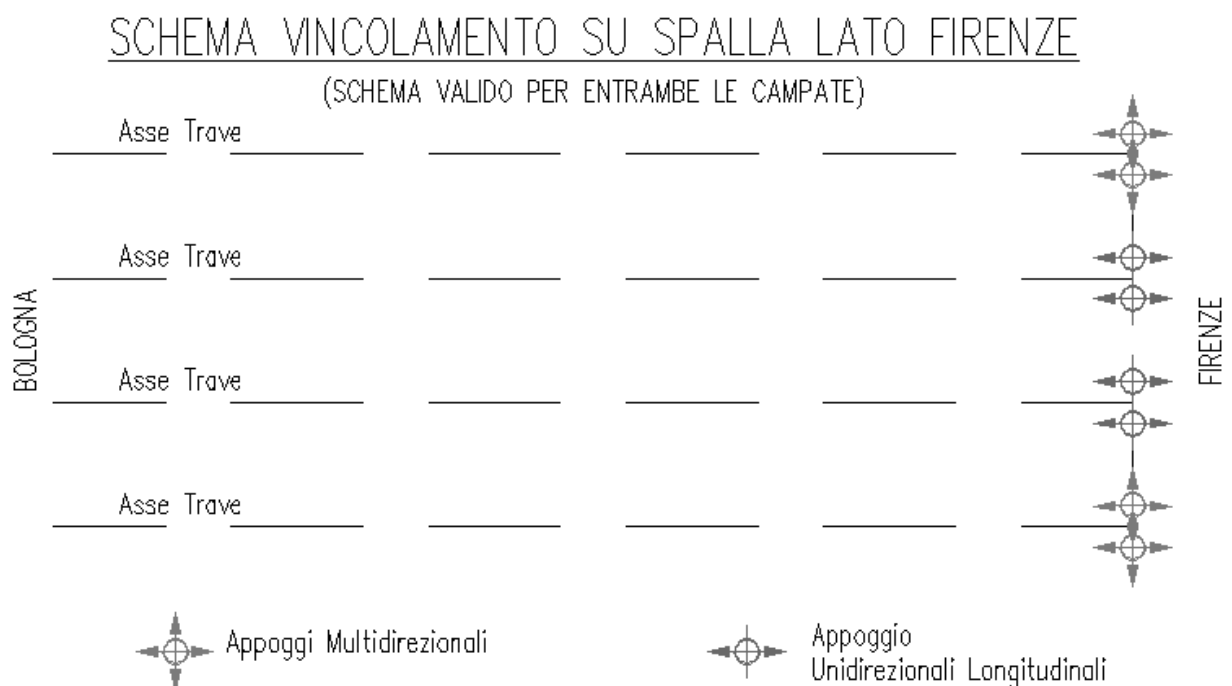 SCHEMA VINCOLAMENTO SU SPALLA LATO FIRENZE
(SCHEMA VALIDO PER ENTRAMBE LE CAMPATE)
Asse Trave
Asse Trave
BOLOGNA
FIRENZE
Asse Trave
Asse Trave
Appoggi Multidirezionali
Appoggio
Unidirezionali Longitudinali